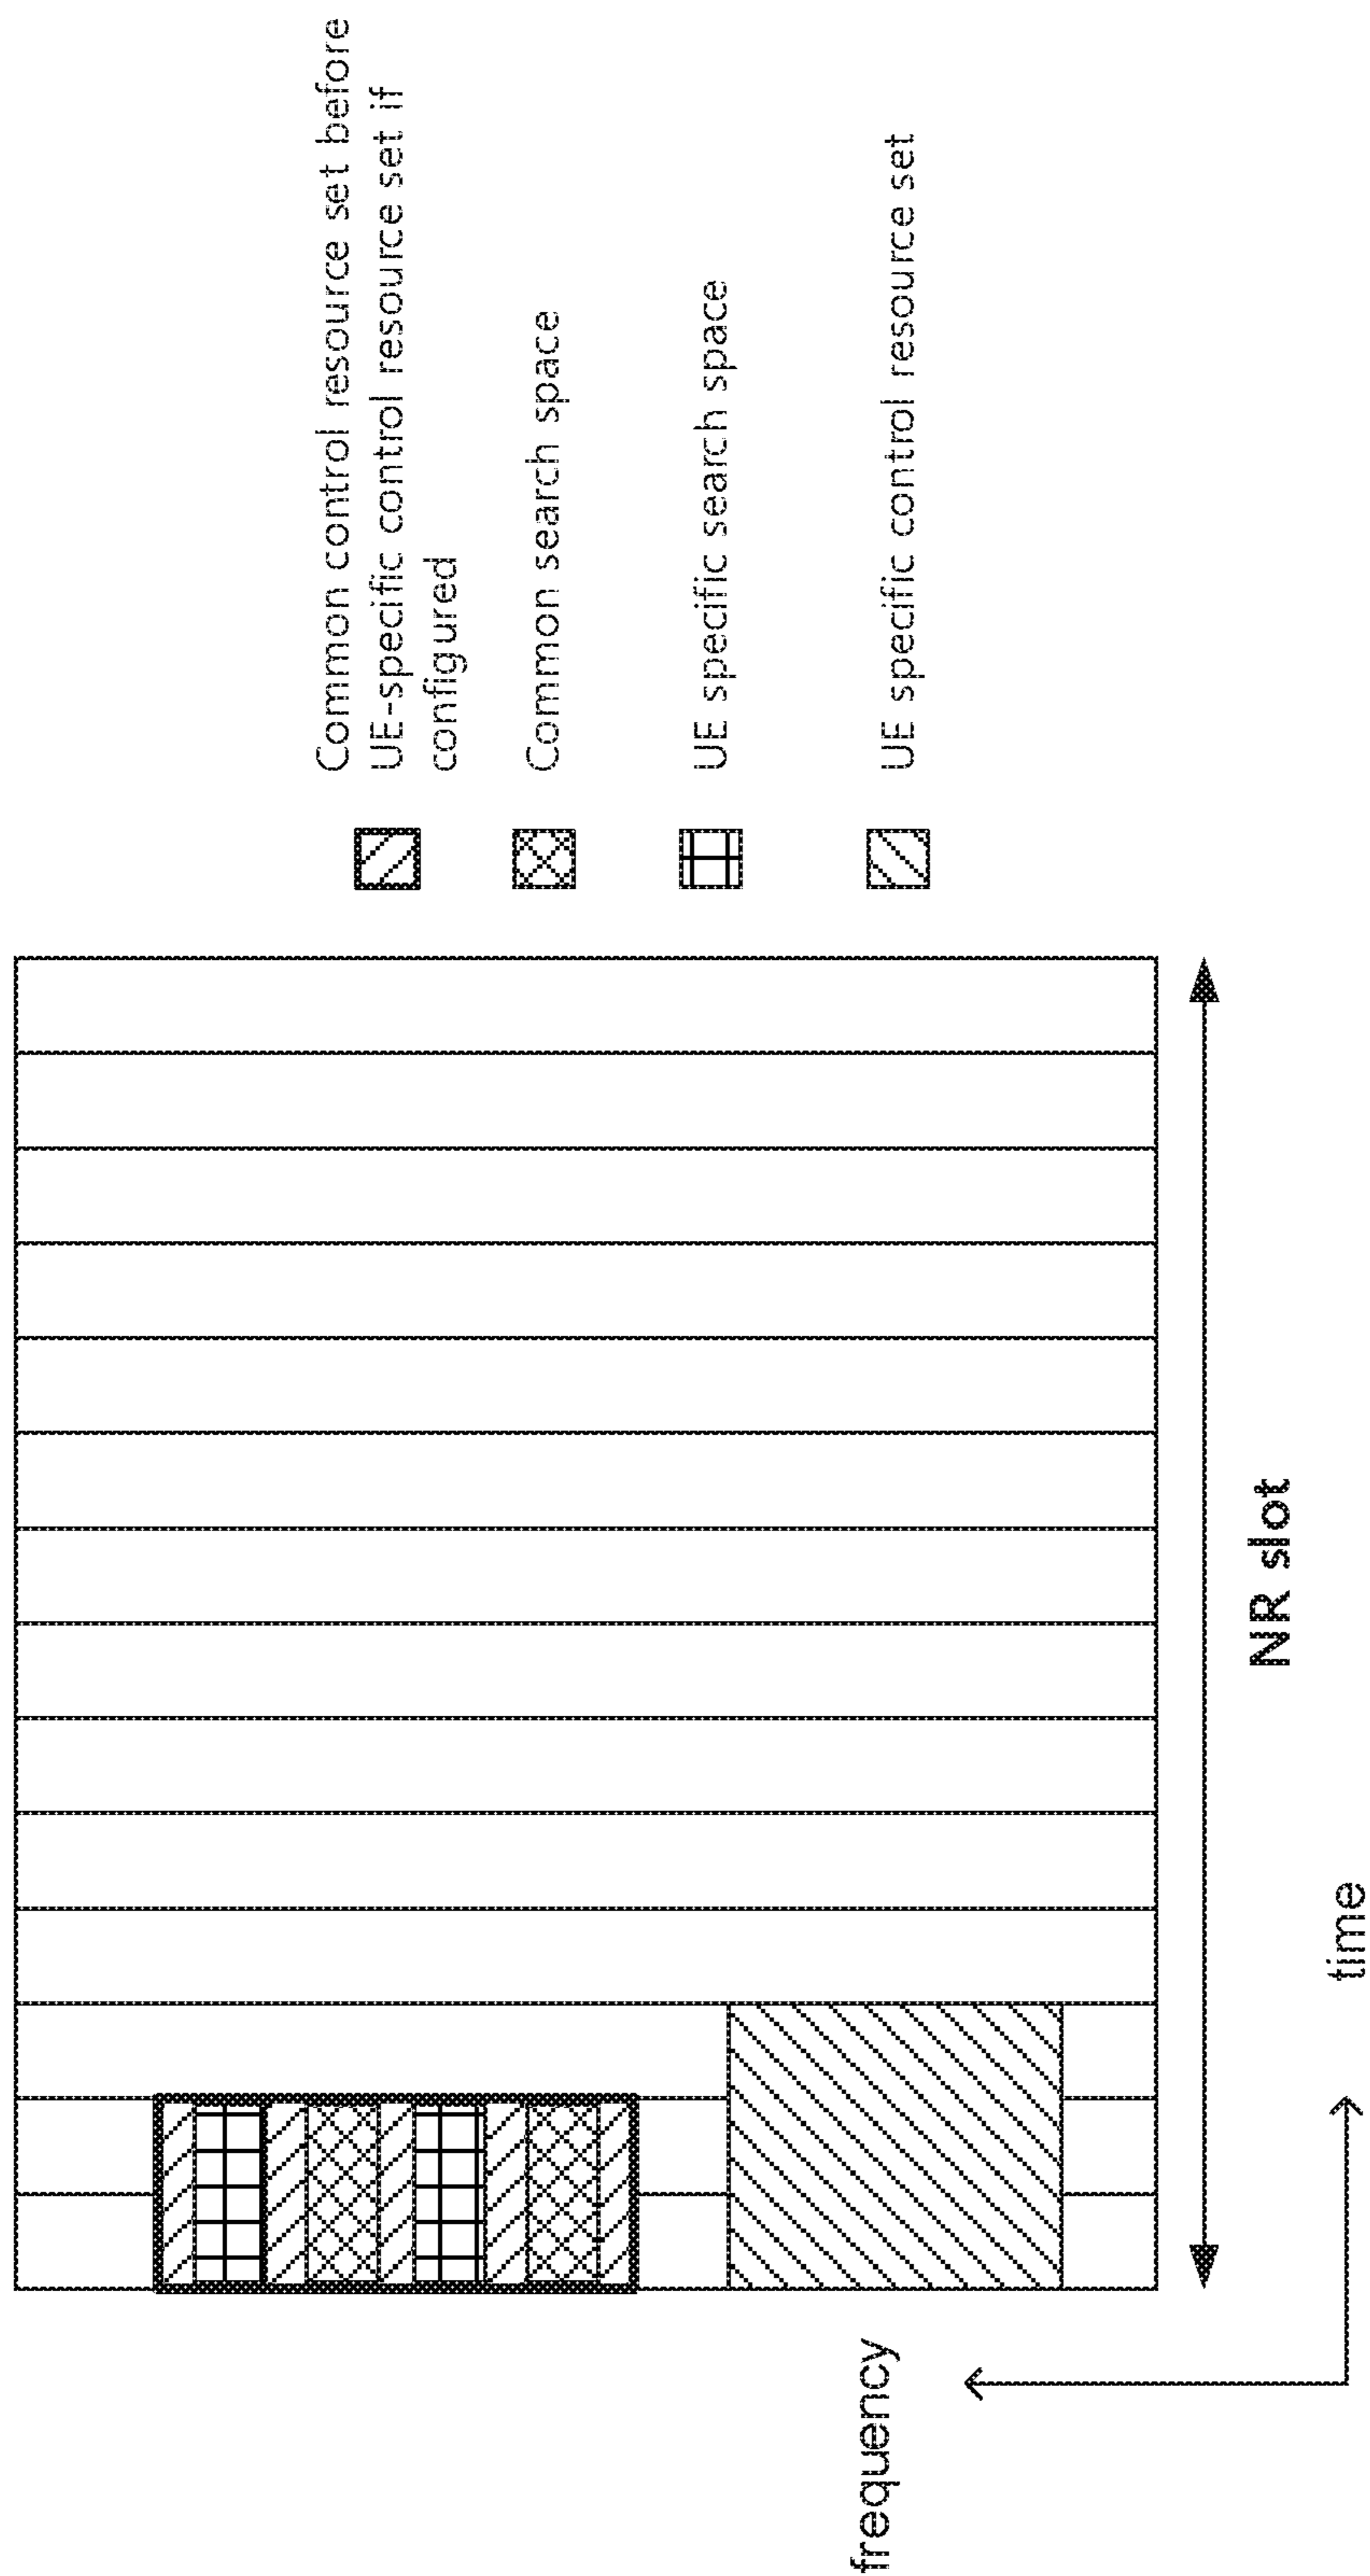 Common control resource set before
UE-specific control resource set if
configured
Common search space
UE specific search space
UE specific control resource set
NR slot
time
frequency